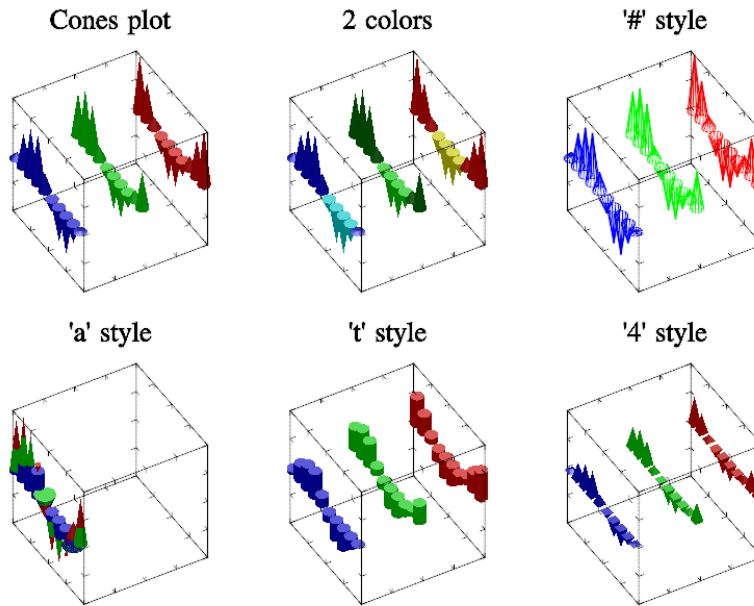 Cones plot
2 colors
'#' style
'a' style
't' style
'4' style